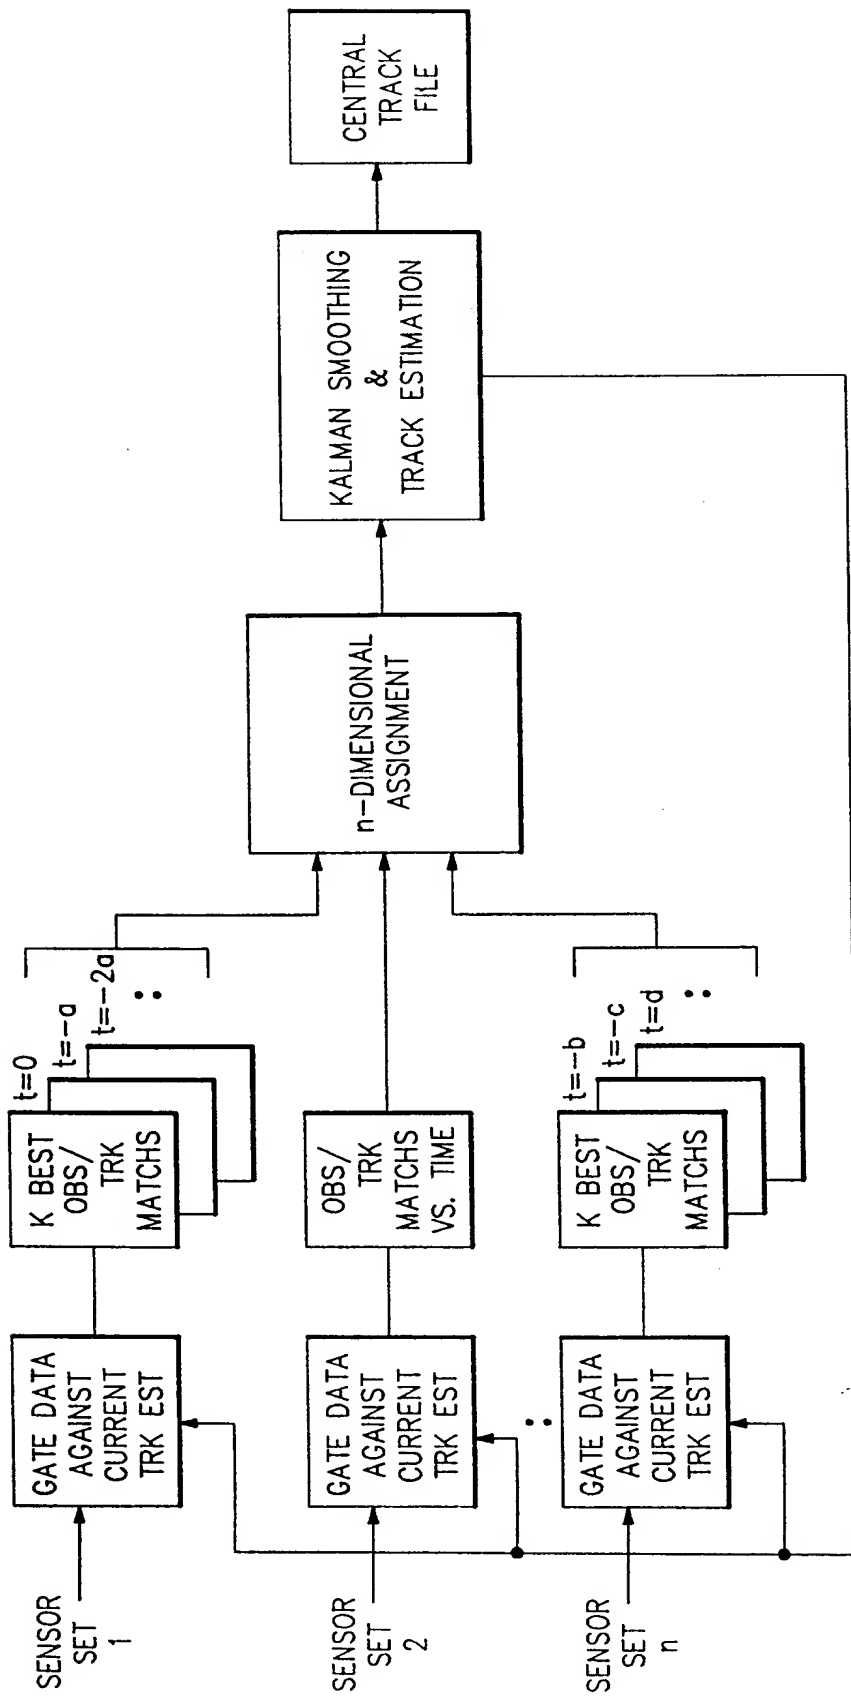 SENSOR
SET
1
GATE DATA
AGAINST
CURRENT
TRK EST
K BEST
OBS/
TRK
MATCHS
t=0
t=-a
t=-2a
:
SENSOR
SET
2
GATE DATA
AGAINST
CURRENT
TRK EST
OBS/
TRK
MATCHS
VS. TIME
:
SENSOR
SET
n
GATE DATA
AGAINST
CURRENT
TRK EST
K BEST
OBS/
TRK
MATCHS
t=-b
t=-c
t=d
:
n-DIMENSIONAL
ASSIGNMENT
KALMAN SMOOTHING
&
TRACK ESTIMATION
CENTRAL
TRACK
FILE